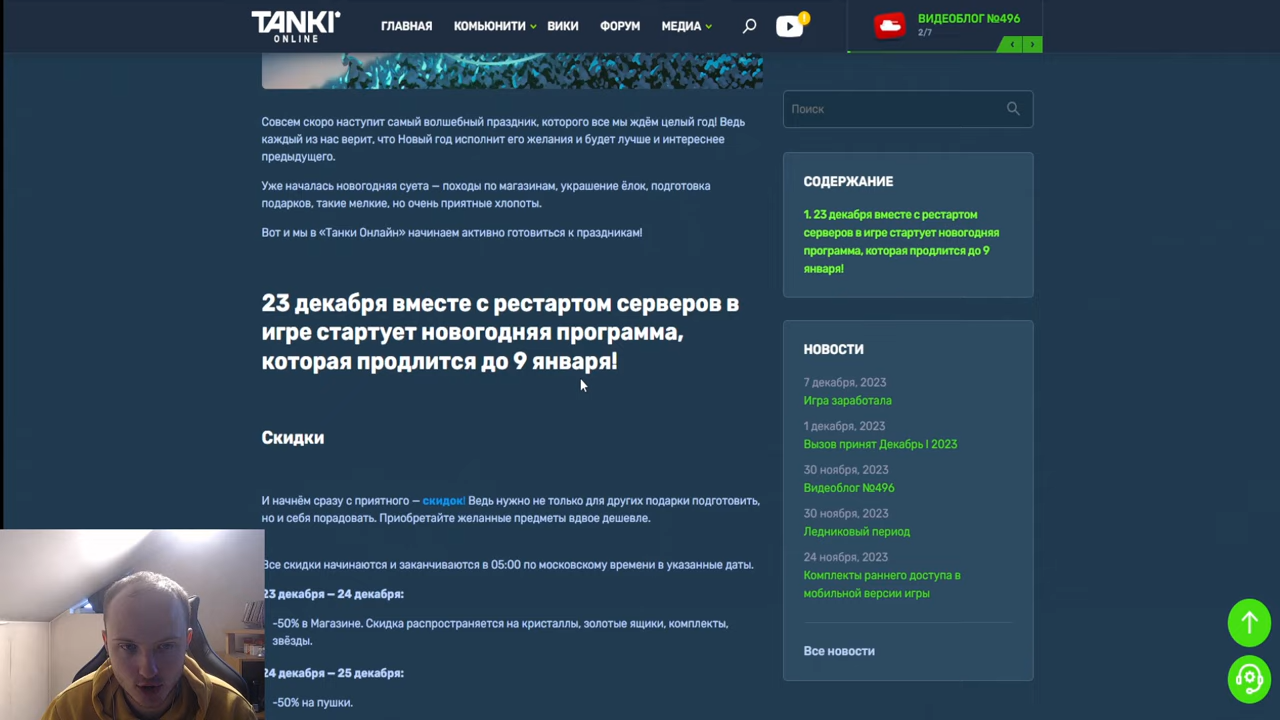 TANKI
ONLINE
ГЛАВНАЯ
КОМЬЮНИТИ
ВИКИ
ФОРУМ
МЕДИА
1
ВИДЕОБЛОГ №496
2/7
Совсем скоро наступит самый волшебный праздник, которого все мы ждём целый год! Ведь
каждый из нас верит, что Новый год исполнит его желания и будет лучше и интереснее
предыдущего.
Уже началась новогодняя суета — походы по магазинам, украшение ёлок, подготовка
подарков, такие мелкие, но очень приятные хлопоты.
Вот и мы в «Танки Онлайн» начинаем активно готовиться к праздникам!
23 декабря вместе с рестартом серверов в
игре стартует новогодняя программа,
которая продлится до 9 января!
Скидки
И начнём сразу с приятного — скидок! Ведь нужно не только для других подарки подготовить,
но и себя порадовать. Приобретайте желанные предметы вдвое дешевле.
Все скидки начинаются и заканчиваются в 05:00 по московскому времени в указанные даты.
23 декабря — 24 декабря:
-50% в Магазине. Скидка распространяется на кристаллы, золотые ящики, комплекты,
звёзды.
24 декабря — 25 декабря:
-50% на пушки.
Поиск
СОДЕРЖАНИЕ
1. 23 декабря вместе с рестартом
серверов в игре стартует новогодняя
программа, которая продлится до 9
января!
НОВОСТИ
7 декабря, 2023
Игра заработала
1 декабря, 2023
Вызов принят Декабрь I 2023
30 ноября, 2023
Видеоблог №496
30 ноября, 2023
Ледниковый период
24 ноября, 2023
Комплекты раннего доступа в
мобильной версии игры
Все новости